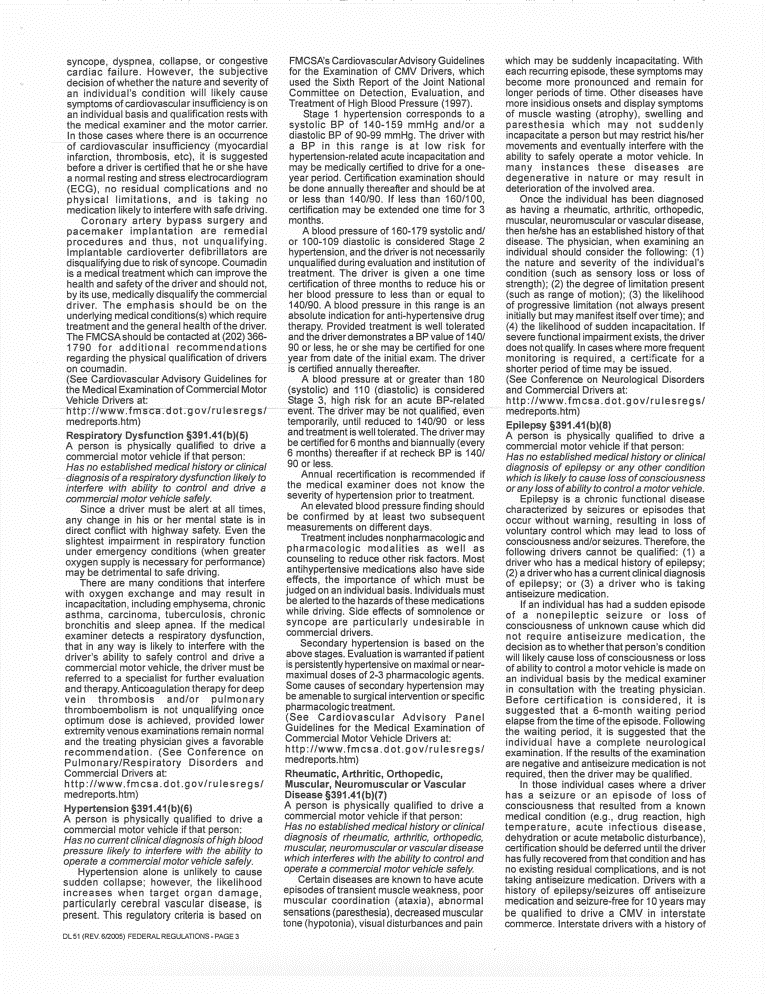 syncope, dyspnea, collapse, or congestive
cardiac failure. However, the subjective
decision of whether the nature and severity of
an individual's condition will likely cause
symptoms of cardiovascular insufficiency is on
an individual basis and qualification rests with
the medical examiner and the motor carrier.
In those cases where there is an occurrence
of cardiovascular insufficiency (myocardial
infarction, thrombosis, etc), it is suggested
before a driver is certified that he or she have
a normal resting and stress electrocardiogram
(ECG), no residual complications and no
physical limitations, and is taking no
medication likely to interfere with safe driving.
Coronary artery bypass surgery and
pacemaker implantation are remedial
procedures and thus, not unqualifying.
Implantable cardioverter defibrillators are
disqualifying due to risk of syncope. Coumadin
is a medical treatment which can improve the
health and safety of the driver and should not,
by its use, medically disqualify the commercial
driver. The emphasis should be on the
underlying medical conditions(s) which require
treatment and the general health of the driver.
The FMCSA should be contacted at (202) 366-
1790 for additional recommendations
regarding the physical qualification of drivers
on coumadin.
(See Cardiovascular Advisory Guidelines for
the Medical Examination of Commercial Motor
Vehicle Drivers at:
http://www.fmsca.dot.gov/rulesregs/
medreports.htm)
Respiratory Dysfunction §391.41(b)(5)
A person is physically qualified to drive a
commercial motor vehicle if that person:
Has no established medical history or clinical
diagnosis of a respiratory dysfunction likely to
interfere with ability to control and drive a
commercial motor vehicle safely.
Since a driver must be alert at all times,
any change in his or her mental state is in
direct conflict with highway safety. Even the
slightest impairment in respiratory function
under emergency conditions (when greater
oxygen supply is necessary for performance)
may be detrimental to safe driving.
There are many conditions that interfere
with oxygen exchange and may result in
incapacitation, including emphysema, chronic
asthma, carcinoma, tuberculosis, chronic
bronchitis and sleep apnea. If the medical
examiner detects a respiratory dysfunction,
that in any way is likely to interfere with the
driver's ability to safely control and drive a
commercial motor vehicle, the driver must be
referred to a specialist for further evaluation
and therapy. Anticoagulation therapy for deep
vein thrombosis and/or pulmonary
thromboembolism is not unqualifying once
optimum dose is achieved, provided lower
extremity venous examinations remain normal
and the treating physician gives a favorable
recommendation. (See Conference on
Pulmonary/Respiratory Disorders and
Commercial Drivers at:
http://www.fmcsa.dot.gov/rulesregs/
medreports.htm)
Hypertension §391.41(b)(6)
A person is physically qualified to drive a
commercial motor vehicle if that person:
Has no current clinical diagnosis of high blood
pressure likely to interfere with the ability to
operate a commercial motor vehicle safely.
Hypertension alone is unlikely to cause
sudden collapse; however, the likelihood
increases when target organ damage,
particularly cerebral vascular disease, is
present. This regulatory criteria is based on
FMCSA's Cardiovascular Advisory Guidelines
for the Examination of CMV Drivers, which
used the Sixth Report of the Joint National
Committee on Detection, Evaluation, and
Treatment of High Blood Pressure (1997).
Stage 1 hypertension corresponds to a
systolic BP of 140-159 mmHg and/or a
diastolic BP of 90-99 mmHg. The driver with
a BP in this range is at low risk for
hypertension-related acute incapacitation and
may be medically certified to drive for a one-
year period. Certification examination should
be done annually thereafter and should be at
or less than 140/90. If less than 160/100,
certification may be extended one time for 3
months.
A blood pressure of 160-179 systolic and/
or 100-109 diastolic is considered Stage 2
hypertension, and the driver is not necessarily
unqualified during evaluation and institution of
treatment. The driver is given a one time
certification of three months to reduce his or
her blood pressure to less than or equal to
140/90. A blood pressure in this range is an
absolute indication for anti-hypertensive drug
therapy. Provided treatment is well tolerated
and the driver demonstrates a BP value of 140/
90 or less, he or she may be certified for one
year from date of the initial exam. The driver
is certified annually thereafter.
A blood pressure at or greater than 180
(systolic) and 110 (diastolic) is considered
Stage 3, high risk for an acute BP-related
event. The driver may not be qualified, even
temporarily, until reduced to 140/90 or less
and treatment is well tolerated. The driver may
be certified for 6 months and biannually (every
6 months) thereafter if at recheck BP is 140/
90 or less.
Annual recertification is recommended if
the medical examiner does not know the
severity of hypertension prior to treatment.
An elevated blood pressure finding should
be confirmed by at least two subsequent
measurements on different days.
Treatment includes nonpharmacologic and
pharmacologic modalities as well as
counseling to reduce other risk factors. Most
antihypertensive medications also have side
effects, the importance of which must be
judged on an individual basis. Individuals must
be alerted to the hazards of these medications
while driving. Side effects of somnolence or
syncope are particularly undesirable in
commercial drivers.
Secondary hypertension is based on the
above stages. Evaluation is warranted if patient
is persistently hypertensive on maximal or near-
maximal doses of 2-3 pharmacologic agents.
Some causes of secondary hypertension may
be amenable to surgical intervention or specific
pharmacologic treatment.
(See Cardiovascular Advisory Panel
Guidelines for the Medical Examination of
Commercial Motor Vehicle Drivers at:
http://www.fmcsa.dot.gov/rulesregs/
medreports.htm)
Rheumatic, Arthritic, Orthopedic,
Muscular, Neuromuscular or Vascular
Disease §391.41(b)(7)
A person is physically qualified to drive a
commercial motor vehicle if that person:
Has no established medical history or clinical
diagnosis of rheumatic, arthritic, orthopedic,
muscular, neuromuscular or vascular disease
which interferes with the ability to control and
operate a commercial motor vehicle safely.
Certain diseases are known to have acute
episodes of transient muscle weakness, poor
muscular coordination (ataxia), abnormal
sensations (paresthesia), decreased muscular
tone (hypotonia), visual disturbances and pain
which may be suddenly incapacitating. With
each recurring episode, these symptoms may
become more pronounced and remain for
longer periods of time. Other diseases have
more insidious onsets and display symptoms
of muscle wasting (atrophy), swelling and
paresthesia which may not suddenly
incapacitate a person but may restrict his/her
movements and eventually interfere with the
ability to safely operate a motor vehicle. In
many instances these diseases are
degenerative in nature or may result in
deterioration of the involved area.
Once the individual has been diagnosed
as having a rheumatic, arthritic, orthopedic,
muscular, neuromuscular or vascular disease,
then he/she has an established history of that
disease. The physician, when examining an
individual should consider the following: (1)
the nature and severity of the individual's
condition (such as sensory loss or loss of
strength); (2) the degree of limitation present
(such as range of motion); (3) the likelihood
of progressive limitation (not always present
initially but may manifest itself over time); and
(4) the likelihood of sudden incapacitation. If
severe functional impairment exists, the driver
does not qualify. In cases where more frequent
monitoring is required, a certificate for a
shorter period of time may be issued.
(See Conference on Neurological Disorders
and Commercial Drivers at:
http://www.fmcsa.dot.gov/rulesregs/
medreports.htm)
Epilepsy §391.41(b)(8)
A person is physically qualified to drive a
commercial motor vehicle if that person:
Has no established medical history or clinical
diagnosis of epilepsy or any other condition
which is likely to cause loss of consciousness
or any loss of ability to control a motor vehicle.
Epilepsy is a chronic functional disease
characterized by seizures or episodes that
occur without warning, resulting in loss of
voluntary control which may lead to loss of
consciousness and/or seizures. Therefore, the
following drivers cannot be qualified: (1) a
driver who has a medical history of epilepsy;
(2) a driver who has a current clinical diagnosis
of epilepsy; or (3) a driver who is taking
antiseizure medication.
If an individual has had a sudden episode
of a nonepileptic seizure or loss of
consciousness of unknown cause which did
not require antiseizure medication, the
decision as to whether that person's condition
will likely cause loss of consciousness or loss
of ability to control a motor vehicle is made on
an individual basis by the medical examiner
in consultation with the treating physician.
Before certification is considered, it is
suggested that a 6-month waiting period
elapse from the time of the episode. Following
the waiting period, it is suggested that the
individual have a complete neurological
examination. If the results of the examination
are negative and antiseizure medication is not
required, then the driver may be qualified.
In those individual cases where a driver
has a seizure or an episode of loss of
consciousness that resulted from a known
medical condition (e.g., drug reaction, high
temperature, acute infectious disease,
dehydration or acute metabolic disturbance),
certification should be deferred until the driver
has fully recovered from that condition and has
no existing residual complications, and is not
taking antiseizure medication. Drivers with a
history of epilepsy/seizures off antiseizure
medication and seizure-free for 10 years may
be qualified to drive a CMV in interstate
commerce. Interstate drivers with a history of
DL 51 (REV. 6/2005) FEDERAL REGULATIONS - PAGE 3